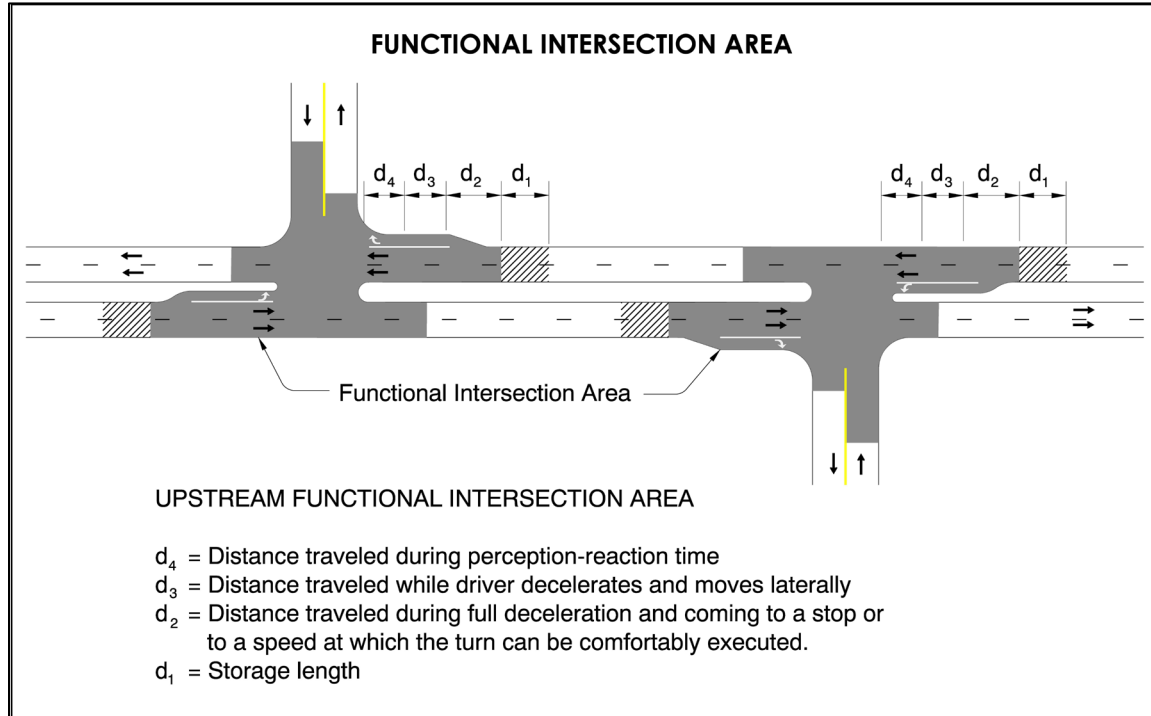 FUNCTIONAL INTERSECTION AREA
d₄ d₃ d₂ d₁
d₄ d₃ d₂ d₁
Functional Intersection Area
UPSTREAM FUNCTIONAL INTERSECTION AREA
d₄ = Distance traveled during perception-reaction time
d₃ = Distance traveled while driver decelerates and moves laterally
d₂ = Distance traveled during full deceleration and coming to a stop or
to a speed at which the turn can be comfortably executed.
d₁ = Storage length